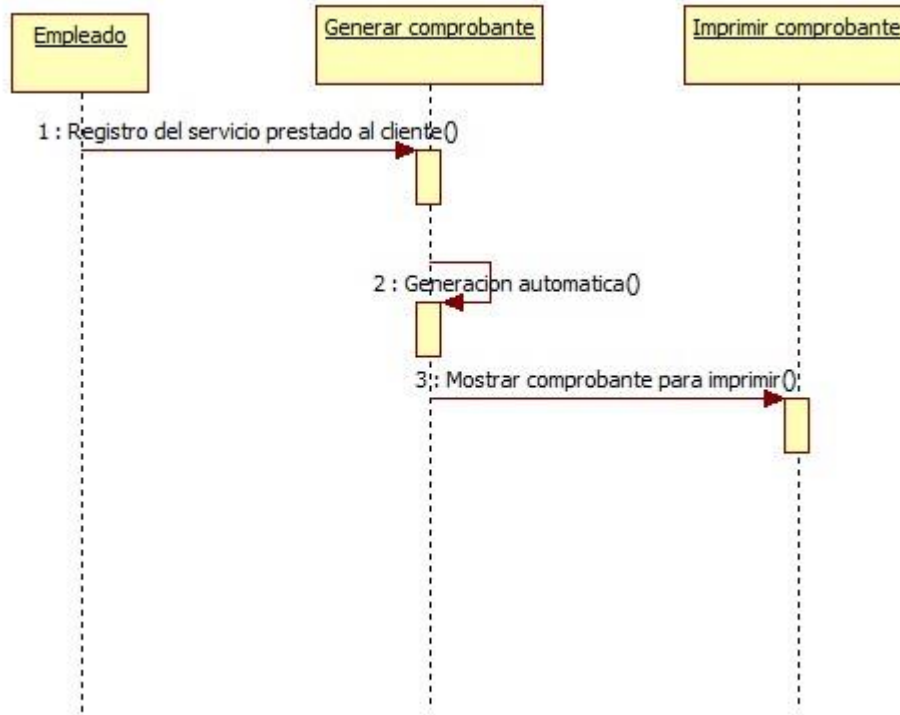 Empleado
Generar comprobante
Imprimir comprobante
1 : Registro del servicio prestado al cliente()
2 : Generacion automatica()
3 : Mostrar comprobante para imprimir()